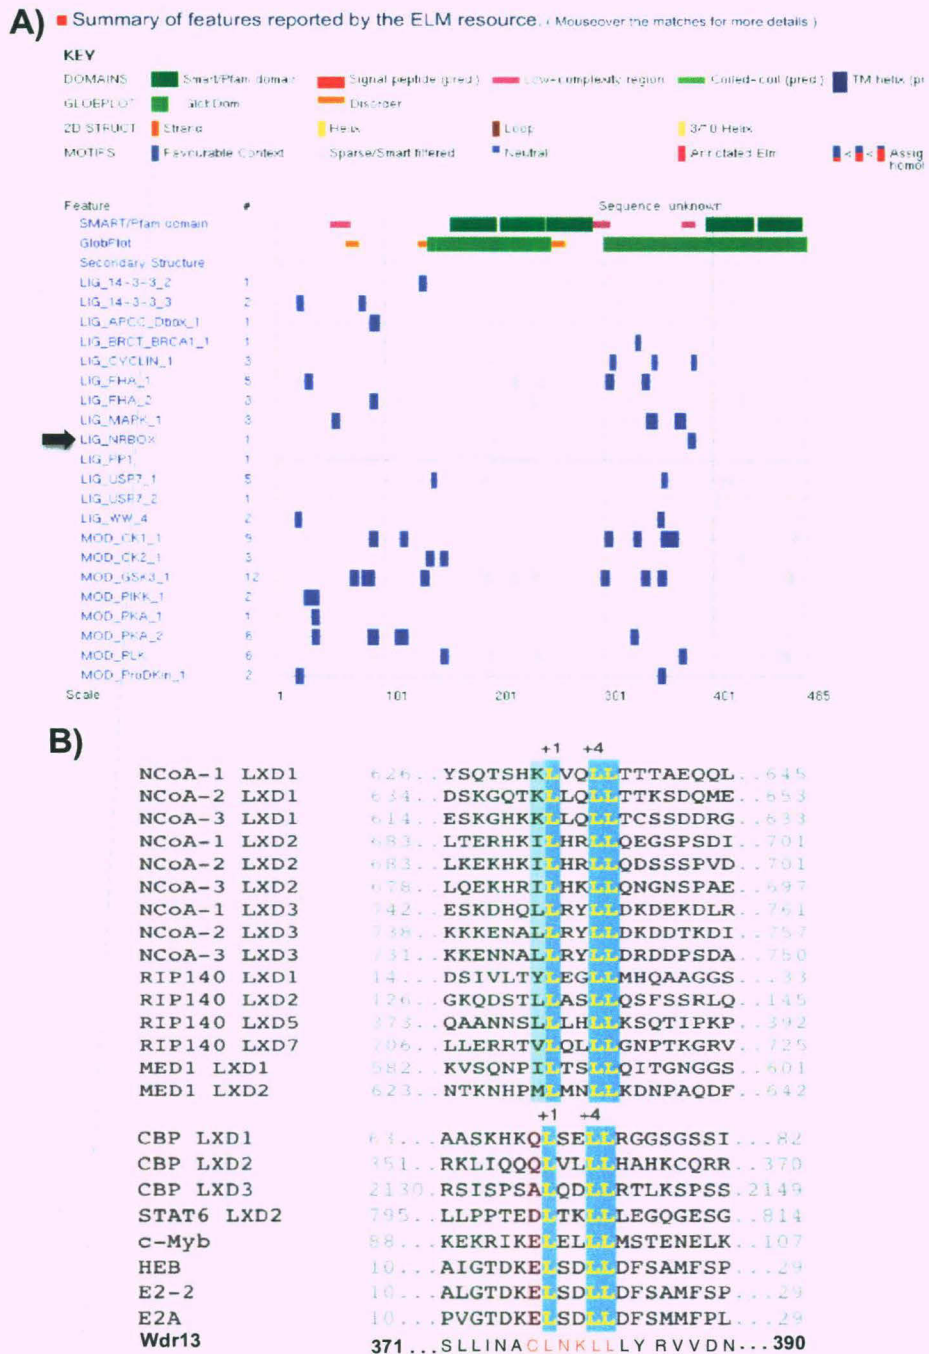 A) Summary of features reported by the ELM resource. ( Mouseover the matches for more details )
KEY
DOMAINS Smart/Pfam domain Signal peptide (pred.) Low-complexity region Coiled-coil (pred.) TM helix (pr
GLOBPLOT GlobDom Disorder
2D STRUCT Strand Helix Loop 3/10 Helix
MOTIFS Favourable Context Sparse/Smart filtered Neutral Annotated Elm < < Assig
homol
Feature # Sequence unknown
SMART/Pfam domain
GlobPlot
Secondary Structure
LIG_14-3-3_2 1
LIG_14-3-3_3 2
LIG_APCC_Dbox_1 1
LIG_BRCT_BRCA1_1 1
LIG_CYCLIN_1 3
LIG_FHA_1 5
LIG_FHA_2 3
LIG_MAPK_1 3
LIG_NRBOX 1
LIG_PP1 1
LIG_USP7_1 5
LIG_USP7_2 1
LIG_WW_4 2
MOD_CK1_1 9
MOD_CK2_1 3
MOD_GSK3_1 12
MOD_PIKK_1 2
MOD_PKA_1 1
MOD_PKA_2 6
MOD_PLK 6
MOD_ProDKin_1 2
Scale 1 101 201 301 401 485
B)
+1 +4
NCoA-1 LXD1 626..YSQTSHKLVQLLTTTAEQQL..645
NCoA-2 LXD1 634..DSKGQTKLLQLLTTKSDQME..653
NCoA-3 LXD1 614..ESKGHKKLLQLLTCSSDDRG..633
NCoA-1 LXD2 683..LTERHKILHRLLQEGSPSDI..701
NCoA-2 LXD2 683..LKEKHKILHRLLQDSSSPVD..701
NCoA-3 LXD2 678..LQEKHRILHKLLQNGNSPAE..697
NCoA-1 LXD3 742..ESKDHQLLRYLLDKDEKDLR..761
NCoA-2 LXD3 738..KKKENALLRYLLDKDDTKDI..757
NCoA-3 LXD3 731..KKENNALLRYLLDRDDPSDA..750
RIP140 LXD1 14..DSIVLTYLEGLLMHQAAGGS..33
RIP140 LXD2 126..GKQDSTLLASLLQSFSSRLQ..145
RIP140 LXD5 373..QAANNSLLLHLLKSQTIPKP..392
RIP140 LXD7 706..LLERRTVLQLLLGNPTKGRV..725
MED1 LXD1 582..KVSQNPILTSLLQITGNGGS..601
MED1 LXD2 623..NTKNHPMLMNLLKDNPAQDF..642
+1 +4
CBP LXD1 63...AASKHKQLSELLRGGSGSSI...82
CBP LXD2 351..RKLIQQQLVLLLHAHKCQRR..370
CBP LXD3 2130.RSISPSALQDLLRTLKSPSS.2149
STAT6 LXD2 795..LLPPTEDLTKLLLEGQGESG..814
c-Myb 88...KEKRIKELELLLMSTENELK..107
HEB 10...AIGTDKELSDLLDFSAMFSP...29
E2-2 10...ALGTDKELSDLLDFSAMFSP...29
E2A 10...PVGTDKELSDLLDFSMMFPL...29
Wdr13 371...SLLINACLNKLLLYRVVDN...390